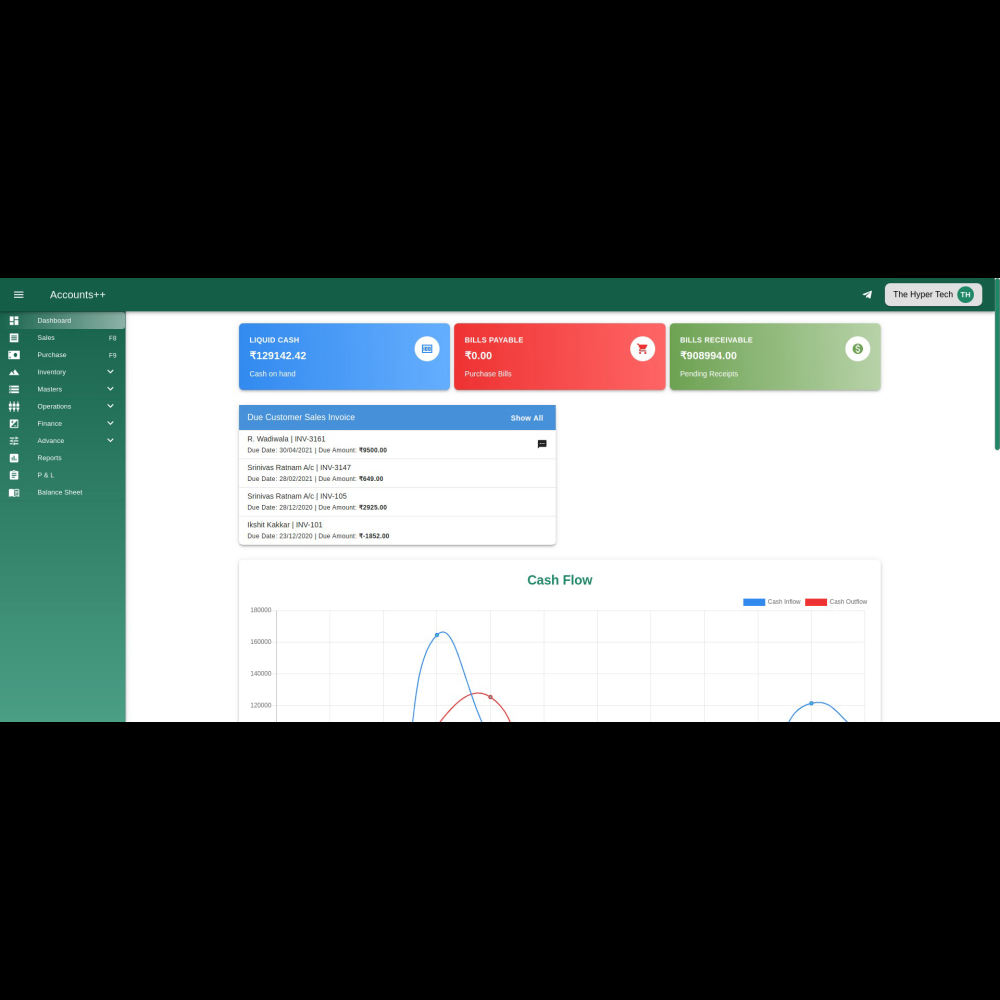 Accounts++
The Hyper Tech TH
Dashboard
Sales F8
Purchase F9
Inventory
Masters
Operations
Finance
Advance
Reports
P & L
Balance Sheet
LIQUID CASH
₹129142.42
Cash on hand
BILLS PAYABLE
₹0.00
Purchase Bills
BILLS RECEIVABLE
₹908994.00
Pending Receipts
Due Customer Sales Invoice Show All
R. Wadiwala | INV-3161
Due Date: 30/04/2021 | Due Amount: ₹9500.00
Srinivas Ratnam A/c | INV-3147
Due Date: 28/02/2021 | Due Amount: ₹649.00
Srinivas Ratnam A/c | INV-105
Due Date: 28/12/2020 | Due Amount: ₹2925.00
Ikshit Kakkar | INV-101
Due Date: 23/12/2020 | Due Amount: ₹-1852.00
Cash Flow
Cash Inflow Cash Outflow
180000
160000
140000
120000